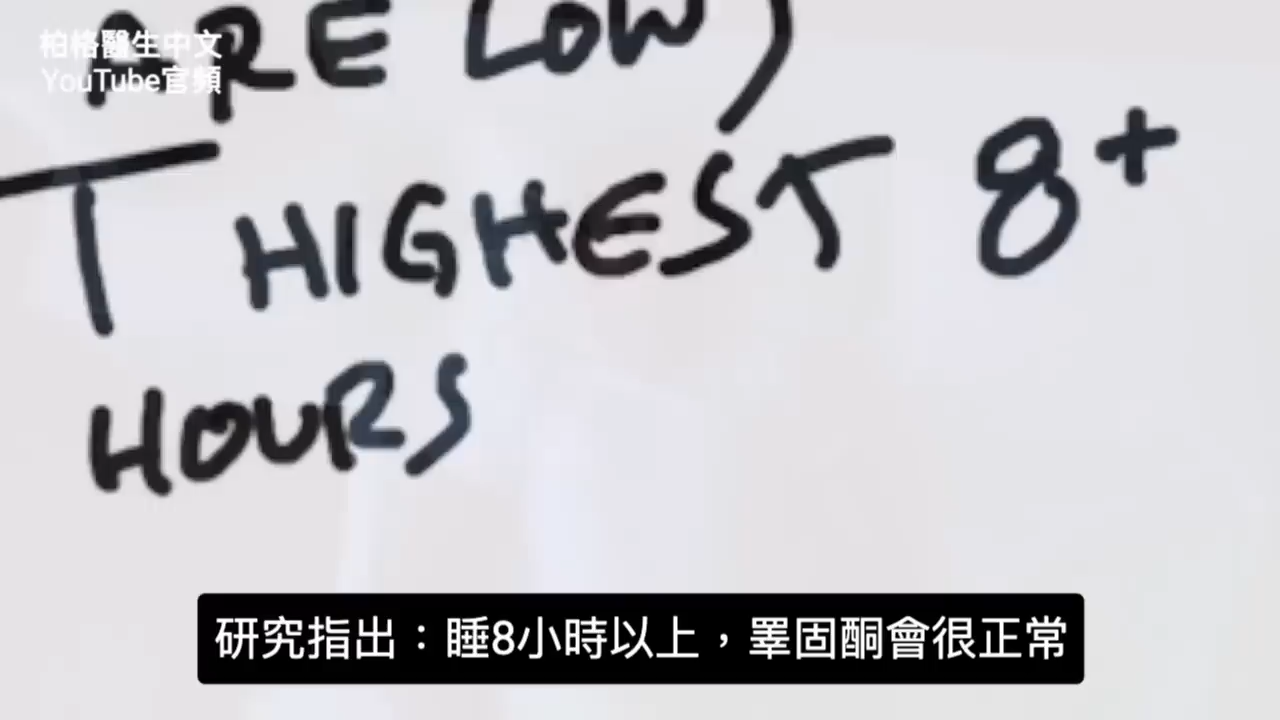 柏格醫生中文
YouTube官頻
ARE LOW)
T HIGHEST 8+
HOURS
研究指出：睡8小時以上，睪固酮會很正常